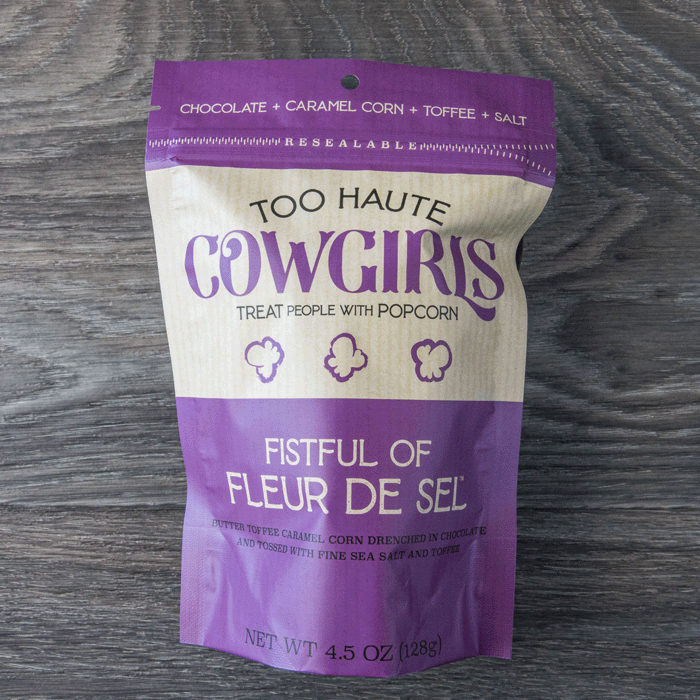 CHOCOLATE + CARAMEL CORN + TOFFEE + SALT
RESEALABLE
TOO HAUTE
COWGIRLS
TREAT PEOPLE WITH POPCORN
FISTFUL OF
FLEUR DE SEL™
BUTTER TOFFEE CARAMEL CORN DRENCHED IN CHOCOLATE
AND TOSSED WITH FINE SEA SALT AND TOFFEE
NET WT 4.5 OZ (128g)